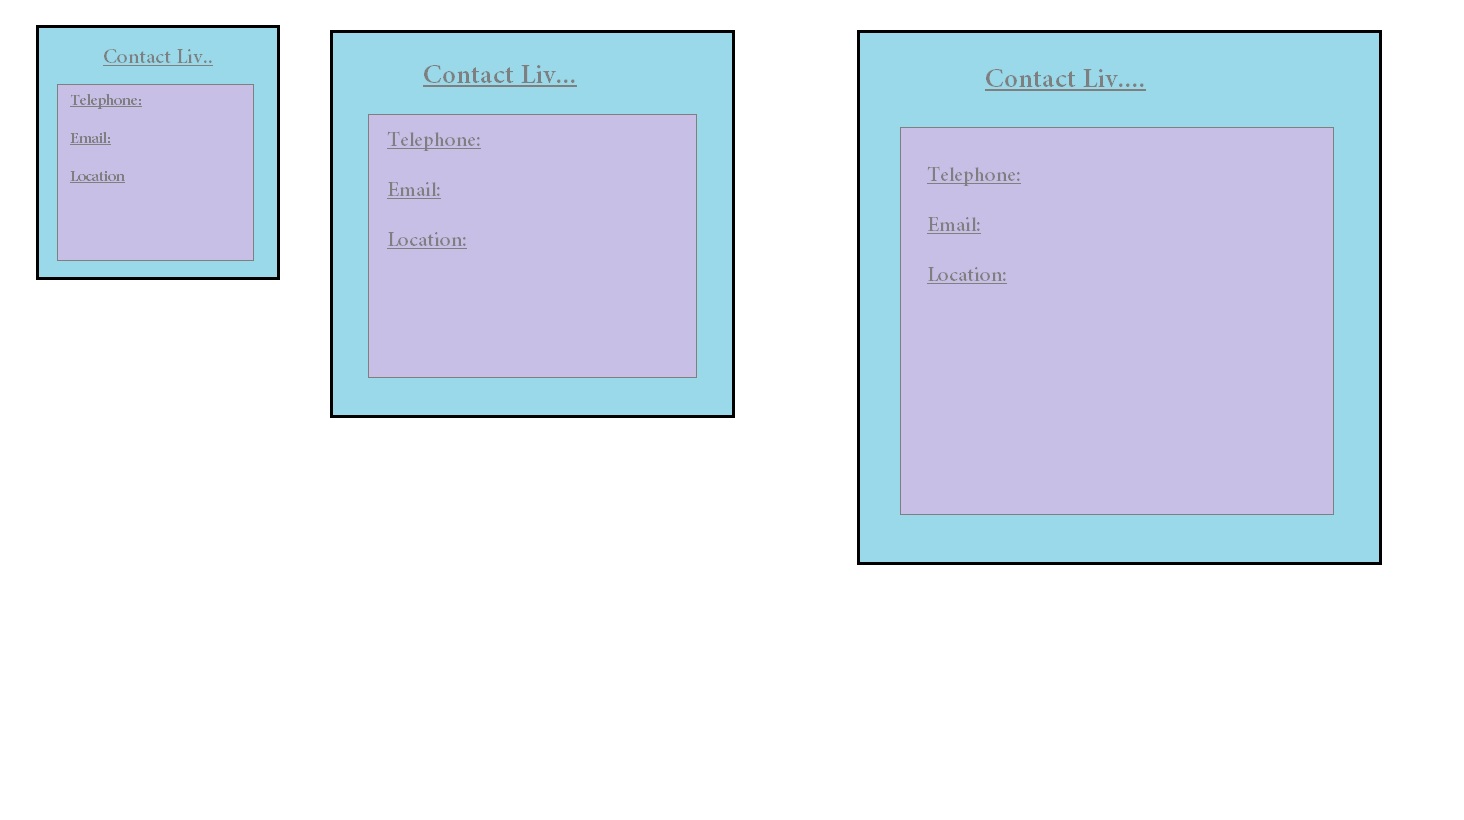 Contact Liv..
Telephone:
Email:
Location
Contact Liv...
Telephone:
Email:
Location:
Contact Liv....
Telephone:
Email:
Location: